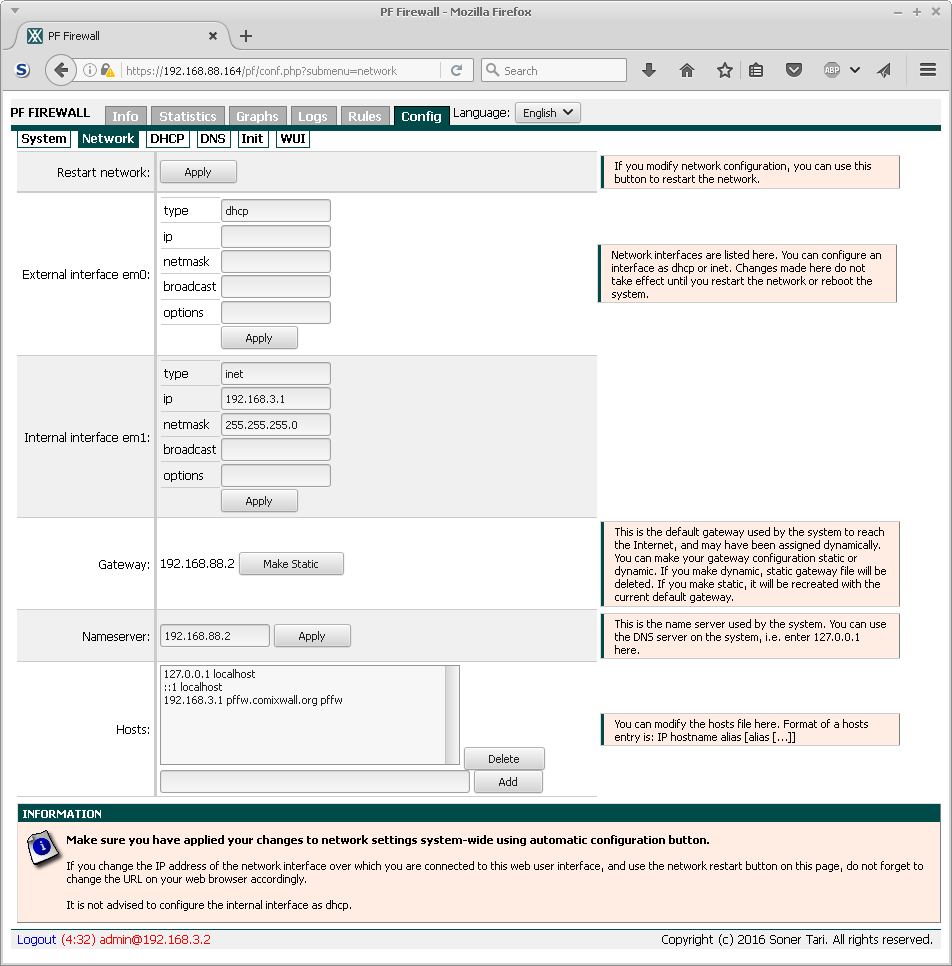 PF Firewall - Mozilla Firefox
PF Firewall
https://192.168.88.164/pf/conf.php?submenu=network
Search
ABP
PF FIREWALL Info Statistics Graphs Logs Rules Config Language: English
System Network DHCP DNS Init WUI
Restart network: Apply
If you modify network configuration, you can use this
button to restart the network.
External interface em0:
type dhcp
ip
netmask
broadcast
options
Apply
Network interfaces are listed here. You can configure an
interface as dhcp or inet. Changes made here do not
take effect until you restart the network or reboot the
system.
Internal interface em1:
type inet
ip 192.168.3.1
netmask 255.255.255.0
broadcast
options
Apply
Gateway: 192.168.88.2 Make Static
This is the default gateway used by the system to reach
the Internet, and may have been assigned dynamically.
You can make your gateway configuration static or
dynamic. If you make dynamic, static gateway file will be
deleted. If you make static, it will be recreated with the
current default gateway.
Nameserver: 192.168.88.2 Apply
This is the name server used by the system. You can use
the DNS server on the system, i.e. enter 127.0.0.1
here.
Hosts:
127.0.0.1 localhost
::1 localhost
192.168.3.1 pffw.comixwall.org pffw
Delete
Add
You can modify the hosts file here. Format of a hosts
entry is: IP hostname alias [alias [...]]
INFORMATION
Make sure you have applied your changes to network settings system-wide using automatic configuration button.
If you change the IP address of the network interface over which you are connected to this web user interface, and use the network restart button on this page, do not forget to
change the URL on your web browser accordingly.
It is not advised to configure the internal interface as dhcp.
Logout (4:32) admin@192.168.3.2
Copyright (c) 2016 Soner Tari. All rights reserved.